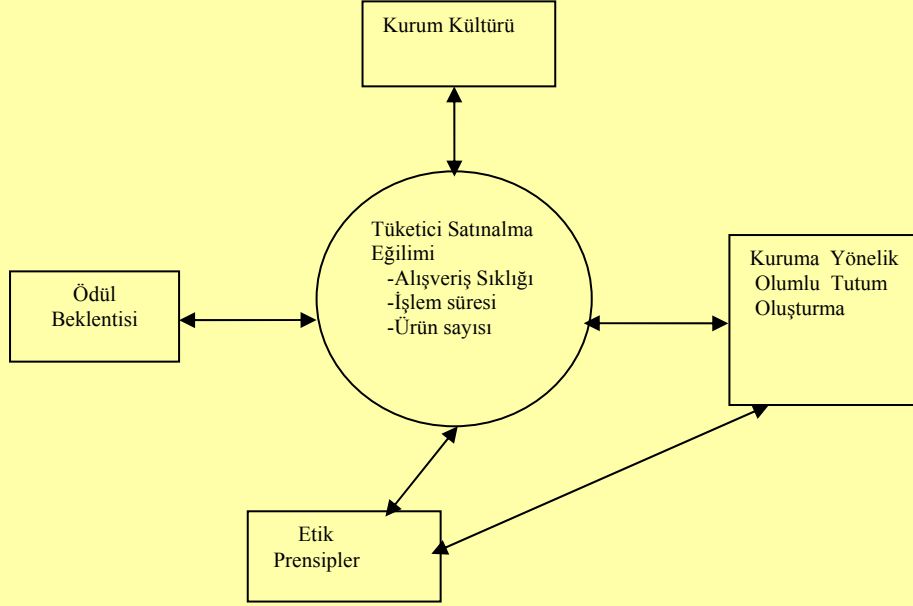 Kurum Kültürü
Tüketici Satınalma
Eğilimi
-Alışveriş Sıklığı
-İşlem süresi
-Ürün sayısı
Ödül
Beklentisi
Kuruma Yönelik
Olumlu Tutum
Oluşturma
Etik
Prensipler